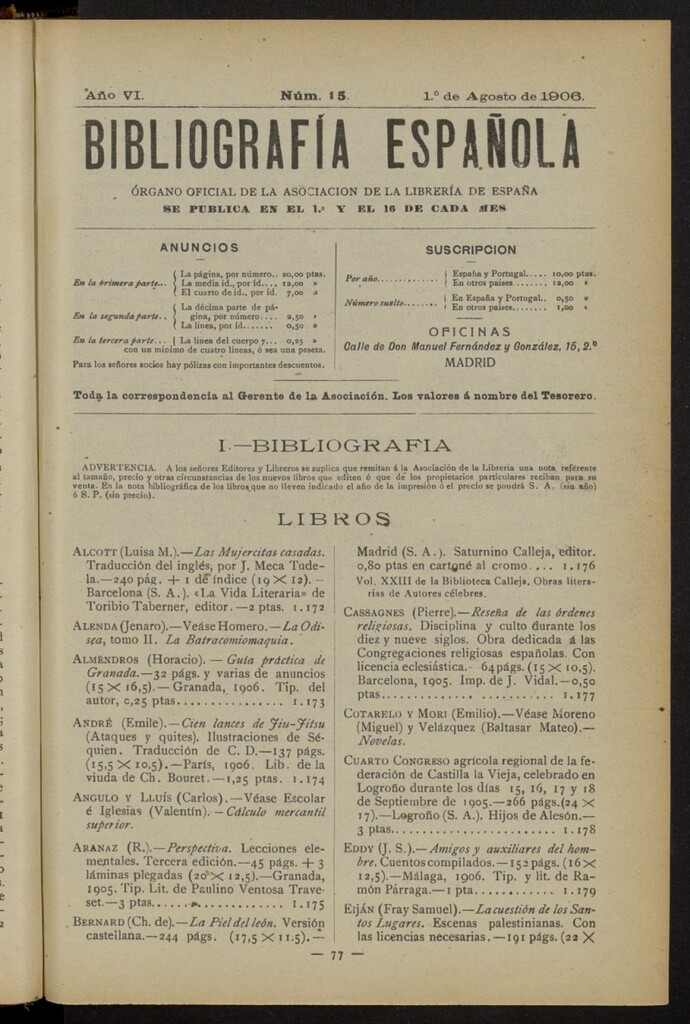 Año VI. Núm. 15. 1.º de Agosto de 1906.
BIBLIOGRAFÍA ESPAÑOLA
ÓRGANO OFICIAL DE LA ASOCIACION DE LA LIBRERÍA DE ESPAÑA
SE PUBLICA EN EL 1.º Y EL 16 DE CADA MES
ANUNCIOS
En la primera parte... La página, por número.. 20,00 ptas.
La media id., por íd.... 12,00 »
El cuarto de id., por íd. 7,00 »
En la segunda parte.. La décima parte de pá-
gina, por número.... 2,50 »
La línea, por íd....... 0,50 »
En la tercera parte... La línea del cuerpo 7... 0,25 »
con un mínimo de cuatro líneas, ó sea una peseta.
Para los señores socios hay pólizas con importantes descuentos.
SUSCRIPCION
Por año............. España y Portugal..... 10,00 ptas.
En otros países........ 12,00 »
Número suelto....... En España y Portugal.. 0,50 »
En otros países........ 1,00 »
OFICINAS
Calle de Don Manuel Fernández y González, 15, 2.º
MADRID
Toda la correspondencia al Gerente de la Asociación. Los valores á nombre del Tesorero.
I.—BIBLIOGRAFIA
ADVERTENCIA. A los señores Editores y Libreros se suplica que remitan á la Asociación de la Librería una nota referente
al tamaño, precio y otras circunstancias de los nuevos libros que editen ó que de los propietarios particulares reciban para su
venta. En la nota bibliográfica de los libros que no lleven indicado el año de la impresión ó el precio se pondrá S. A. (sin año)
ó S. P. (sin precio).
LIBROS
ALCOTT (Luisa M.).—Las Mujercitas casadas.
Traducción del inglés, por J. Meca Tude-
la.—240 pág. + 1 de índice (19 × 12).—
Barcelona (S. A.). «La Vida Literaria» de
Toribio Taberner, editor.—2 ptas. 1.172
ALENDA (Jenaro).—Veáse Homero.—La Odi-
sea, tomo II. La Batracomiomaquia.
ALMENDROS (Horacio).—Guía práctica de
Granada.—32 págs. y varias de anuncios
(15 × 16,5).—Granada, 1906. Tip. del
autor, 0,25 ptas............... 1.173
ANDRÉ (Emile).—Cien lances de Jiu-Jitsu
(Ataques y quites). Ilustraciones de Sé-
quien. Traducción de C. D.—137 págs.
(15,5 × 10,5).—París, 1906. Lib. de la
viuda de Ch. Bouret.—1,25 ptas. 1.174
ANGULO Y LLUÍS (Carlos).—Véase Escolar
é Iglesias (Valentín).—Cálculo mercantil
superior.
ARANAZ (R.).—Perspectiva. Lecciones ele-
mentales. Tercera edición.—45 págs. + 3
láminas plegadas (20 × 12,5).—Granada,
1905. Tip. Lit. de Paulino Ventosa Trave-
set.—3 ptas.................. 1.175
BERNARD (Ch. de).—La Piel del león. Versión
castellana.—244 págs. (17,5 × 11.5).—
Madrid (S. A.). Saturnino Calleja, editor.
0,80 ptas en cartoné al cromo.... 1.176
Vol. XXIII de la Biblioteca Calleja. Obras litera-
rias de Autores célebres.
CASSAGNES (Pierre).—Reseña de las órdenes
religiosas. Disciplina y culto durante los
diez y nueve siglos. Obra dedicada á las
Congregaciones religiosas españolas. Con
licencia eclesiástica.—64 págs. (15 × 10,5).
Barcelona, 1905. Imp. de J. Vidal.—0,50
ptas......................... 1.177
COTARELO Y MORI (Emilio).—Véase Moreno
(Miguel) y Velázquez (Baltasar Mateo).—
Novelas.
CUARTO CONGRESO agrícola regional de la fe-
deración de Castilla la Vieja, celebrado en
Logroño durante los días 15, 16, 17 y 18
de Septiembre de 1905.—266 págs. (24 ×
17).—Logroño (S. A.). Hijos de Alesón.—
3 ptas....................... 1.178
EDDY (J. S.).—Amigos y auxiliares del hom-
bre. Cuentos compilados.—152 págs. (16 ×
12,5).—Málaga, 1906. Tip. y lit. de Ra-
món Párraga.—1 pta............ 1.179
EIJÁN (Fray Samuel).—La cuestión de los San-
tos Lugares. Escenas palestinianas. Con
las licencias necesarias.—191 págs. (22 ×
— 77 —